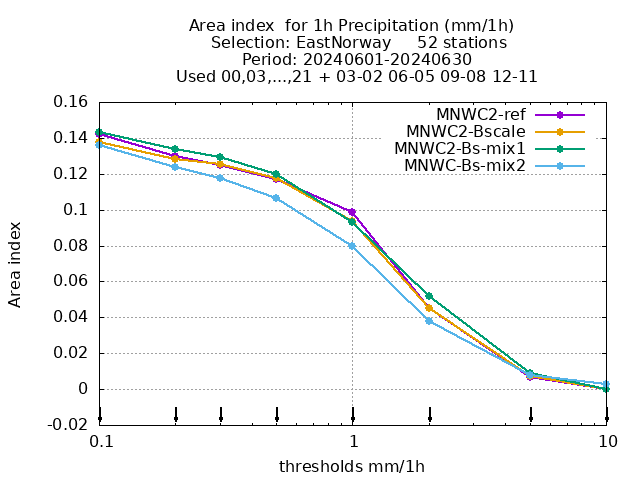 Area index  for 1h Precipitation (mm/1h)
Selection: EastNorway     52 stations
Period: 20240601-20240630
Used 00,03,...,21 + 03-02 06-05 09-08 12-11
MNWC2-ref
MNWC2-Bscale
MNWC2-Bs-mix1
MNWC-Bs-mix2
0.16
0.14
0.12
0.1
0.08
0.06
0.04
0.02
0
-0.02
Area index
0.1 1 10
thresholds mm/1h